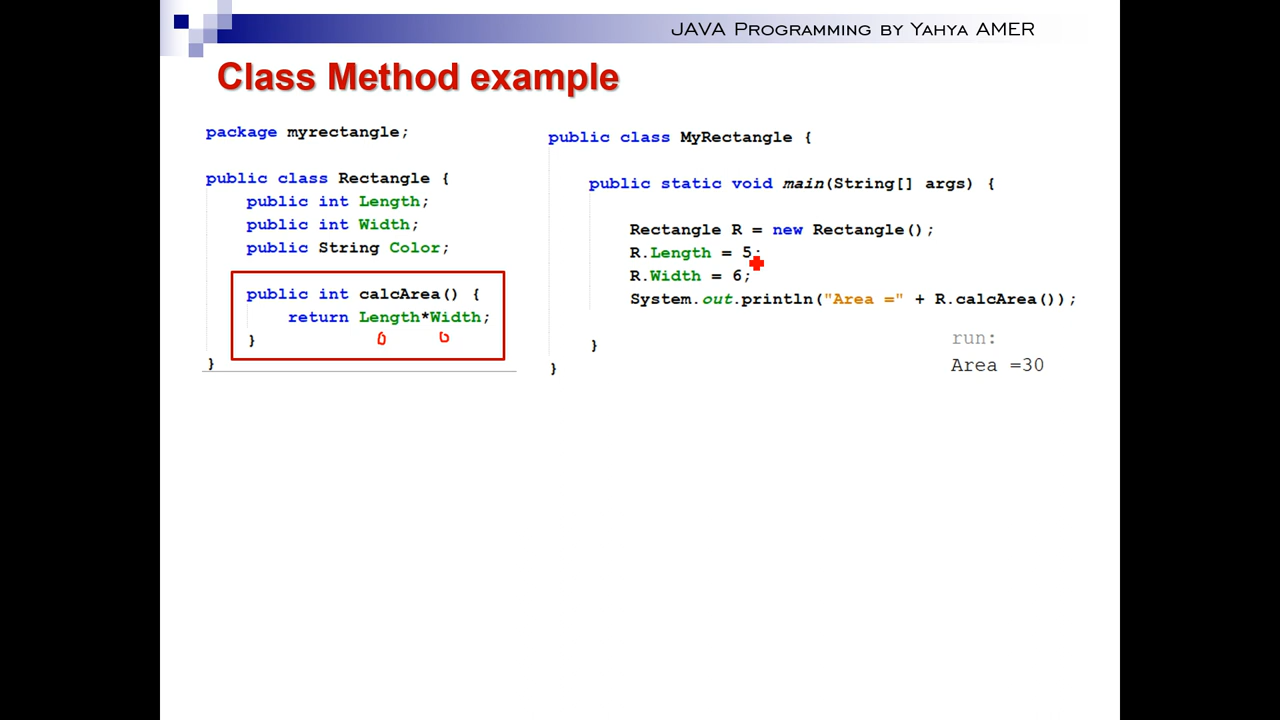 JAVA PROGRAMMING BY YAHYA AMER
Class Method example
package myrectangle;
public class Rectangle {
public int Length;
public int Width;
public String Color;
public int calcArea() {
return Length*Width;
0 0
}
}
public class MyRectangle {
public static void main(String[] args) {
Rectangle R = new Rectangle();
R.Length = 5;
R.Width = 6;
System.out.println("Area =" + R.calcArea());
}
}
run:
Area =30